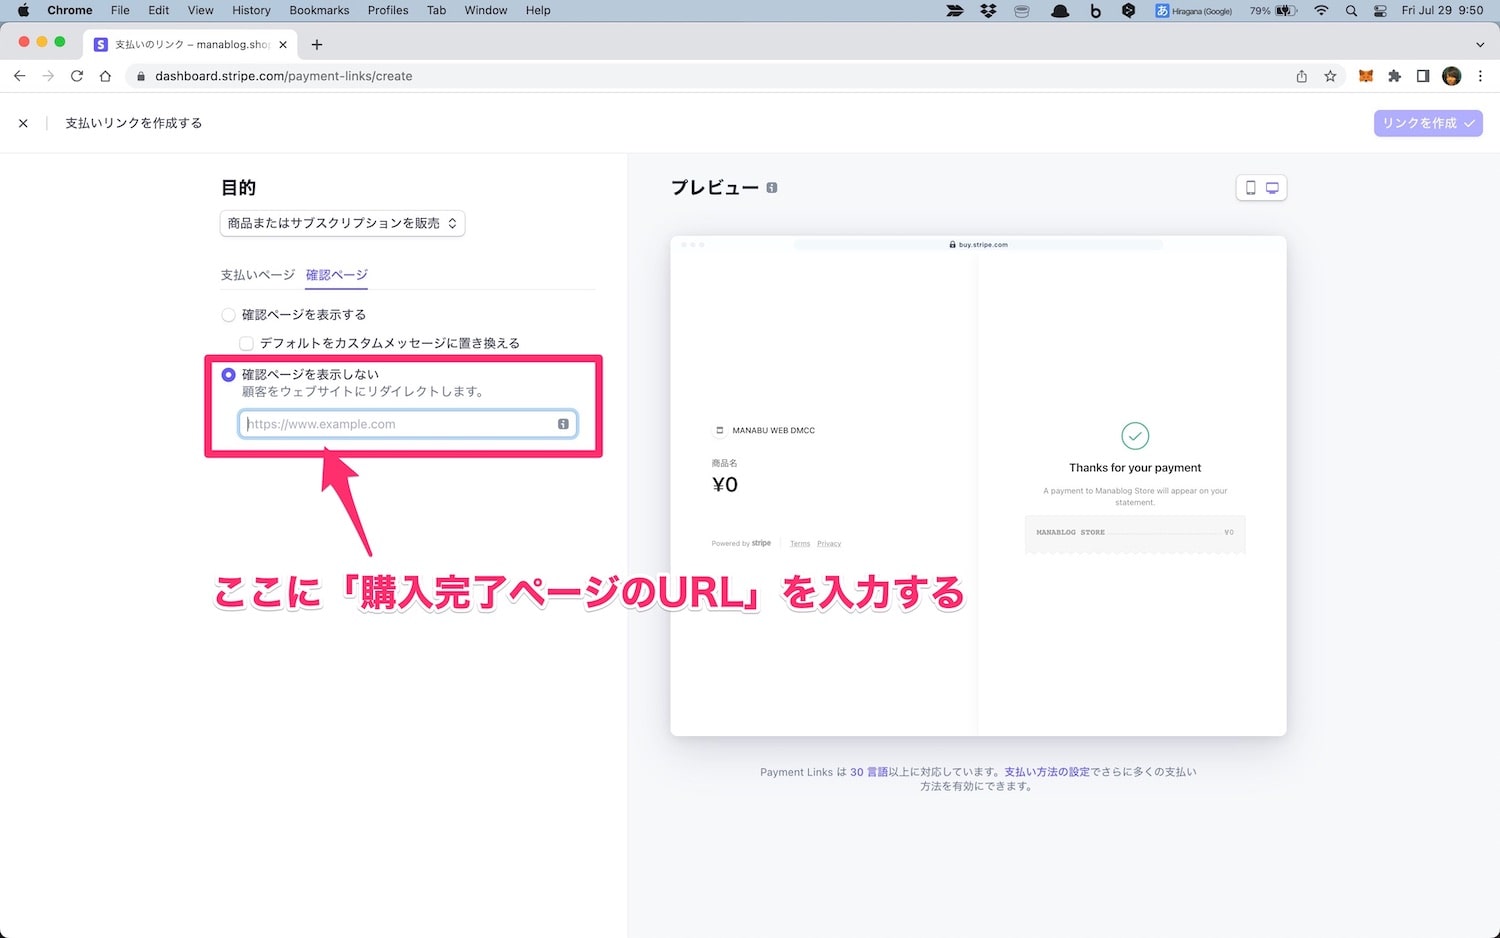 Chrome File Edit View History Bookmarks Profiles Tab Window Help
あ Hiragana (Google) 79% Fri Jul 29 9:50
S 支払いのリンク – manablog.shop
dashboard.stripe.com/payment-links/create
支払いリンクを作成する
リンクを作成
目的
商品またはサブスクリプションを販売
支払いページ 確認ページ
確認ページを表示する
デフォルトをカスタムメッセージに置き換える
確認ページを表示しない
顧客をウェブサイトにリダイレクトします。
https://www.example.com
ここに「購入完了ページのURL」を入力する
プレビュー
buy.stripe.com
MANABU WEB DMCC
商品名
¥0
Powered by stripe Terms Privacy
Thanks for your payment
A payment to Manablog Store will appear on your
statement.
MANABLOG STORE ¥0
Payment Links は 30 言語以上に対応しています。支払い方法の設定でさらに多くの支払い
方法を有効にできます。